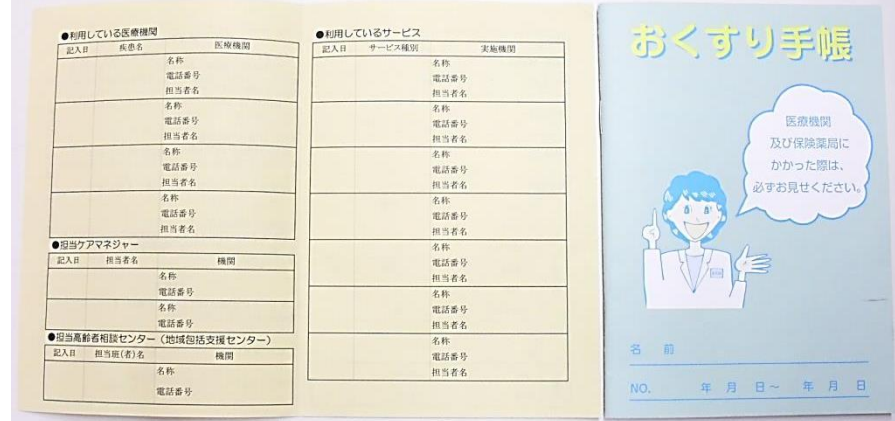 ●利用している医療機関
記入日 疾患名 医療機関
名称
電話番号
担当者名
名称
電話番号
担当者名
名称
電話番号
担当者名
名称
電話番号
担当者名
●担当ケアマネジャー
記入日 担当者名 機関
名称
電話番号
名称
電話番号
●担当高齢者相談センター（地域包括支援センター）
記入日 担当班(者)名 機関
名称
電話番号
●利用しているサービス
記入日 サービス種別 実施機関
名称
電話番号
担当者名
名称
電話番号
担当者名
名称
電話番号
担当者名
名称
電話番号
担当者名
名称
電話番号
担当者名
名称
電話番号
担当者名
名称
電話番号
担当者名
おくすり手帳
医療機関
及び保険薬局に
かかった際は、
必ずお見せください。
名 前
NO. 年 月 日～ 年 月 日